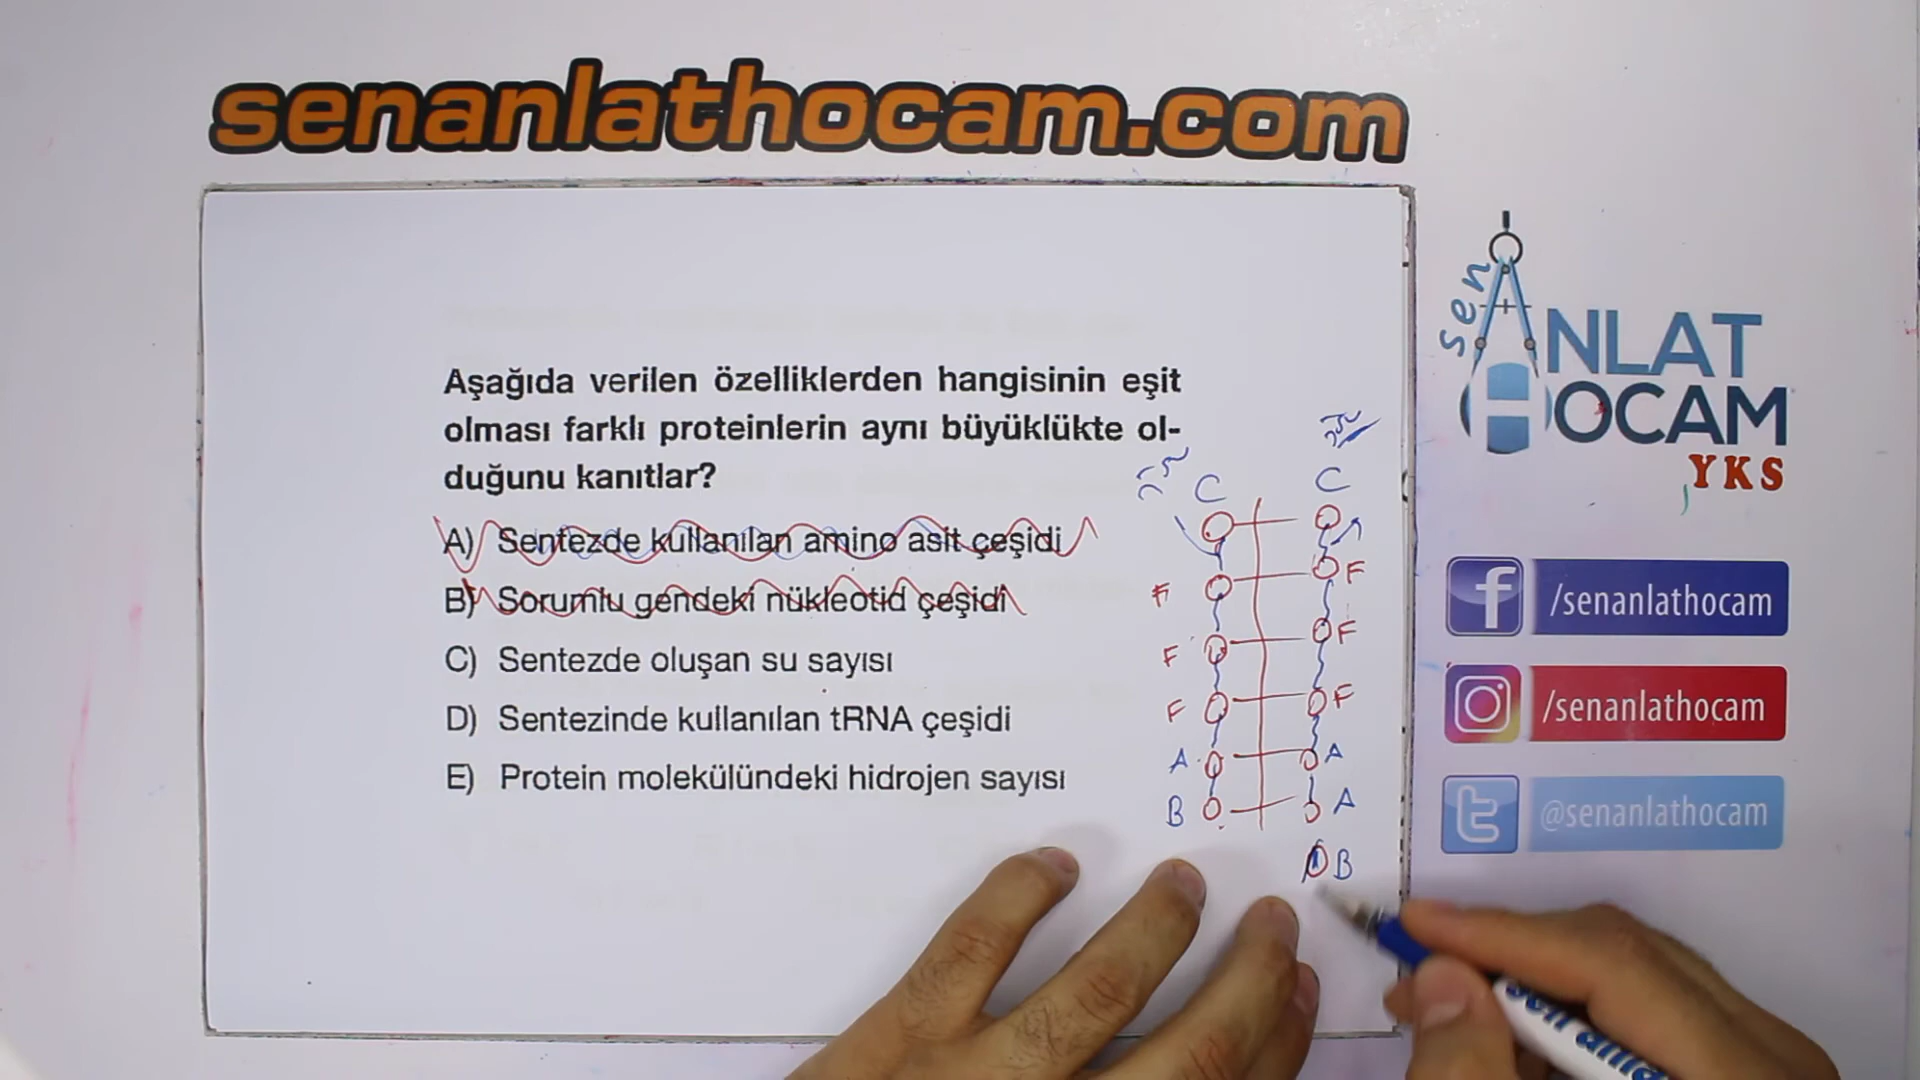 senanlathocam.com
sen
ANLAT
HOCAM
YKS
Aşağıda verilen özelliklerden hangisinin eşit
olması farklı proteinlerin aynı büyüklükte ol-
duğunu kanıtlar?
A) Sentezde kullanılan amino asit çeşidi
B) Sorumlu gendeki nükleotid çeşidi
C) Sentezde oluşan su sayısı
D) Sentezinde kullanılan tRNA çeşidi
E) Protein molekülündeki hidrojen sayısı
C C
F F
F F
F F
A A
B A
B
/senanlathocam
/senanlathocam
@senanlathocam